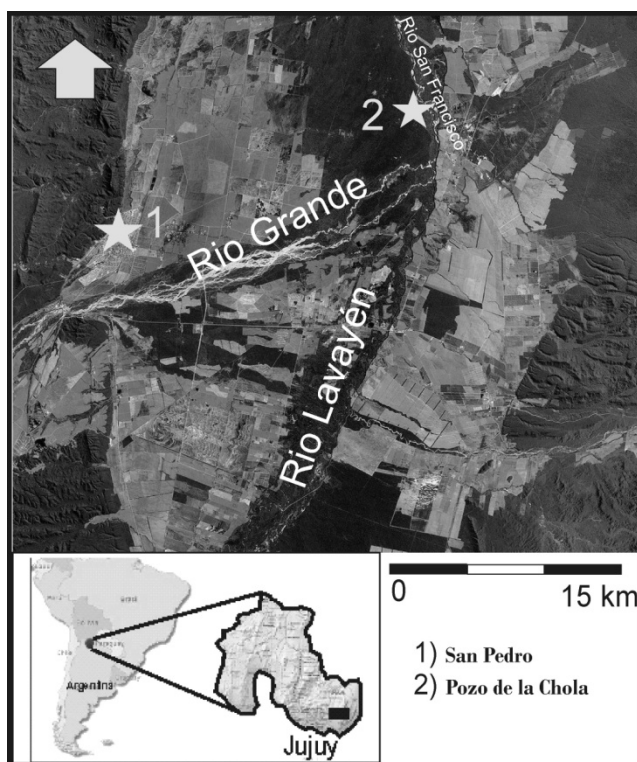 Rio San Francisco
2
1
Rio Grande
Rio Lavayén
0 15 km
1) San Pedro
2) Pozo de la Chola
Argentina
Jujuy